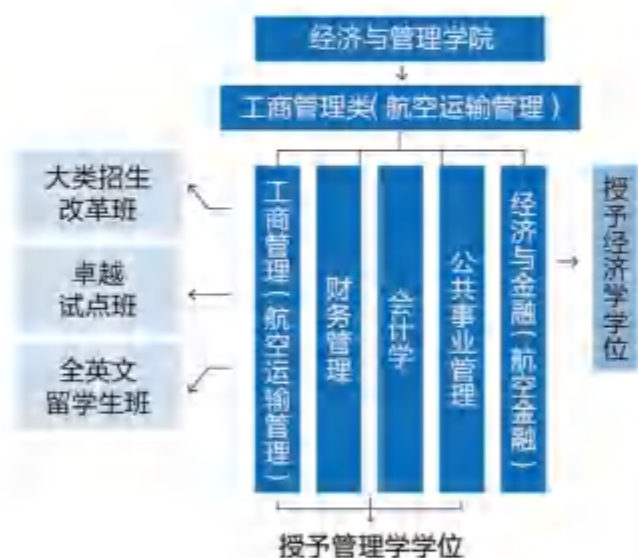 经济与管理学院
工商管理类(航空运输管理)
大类招生
改革班
卓越
试点班
全英文
留学生班
工商管理(航空运输管理)
财务管理
会计学
公共事业管理
经济与金融(航空金融)
授予经济学学位
授予管理学学位